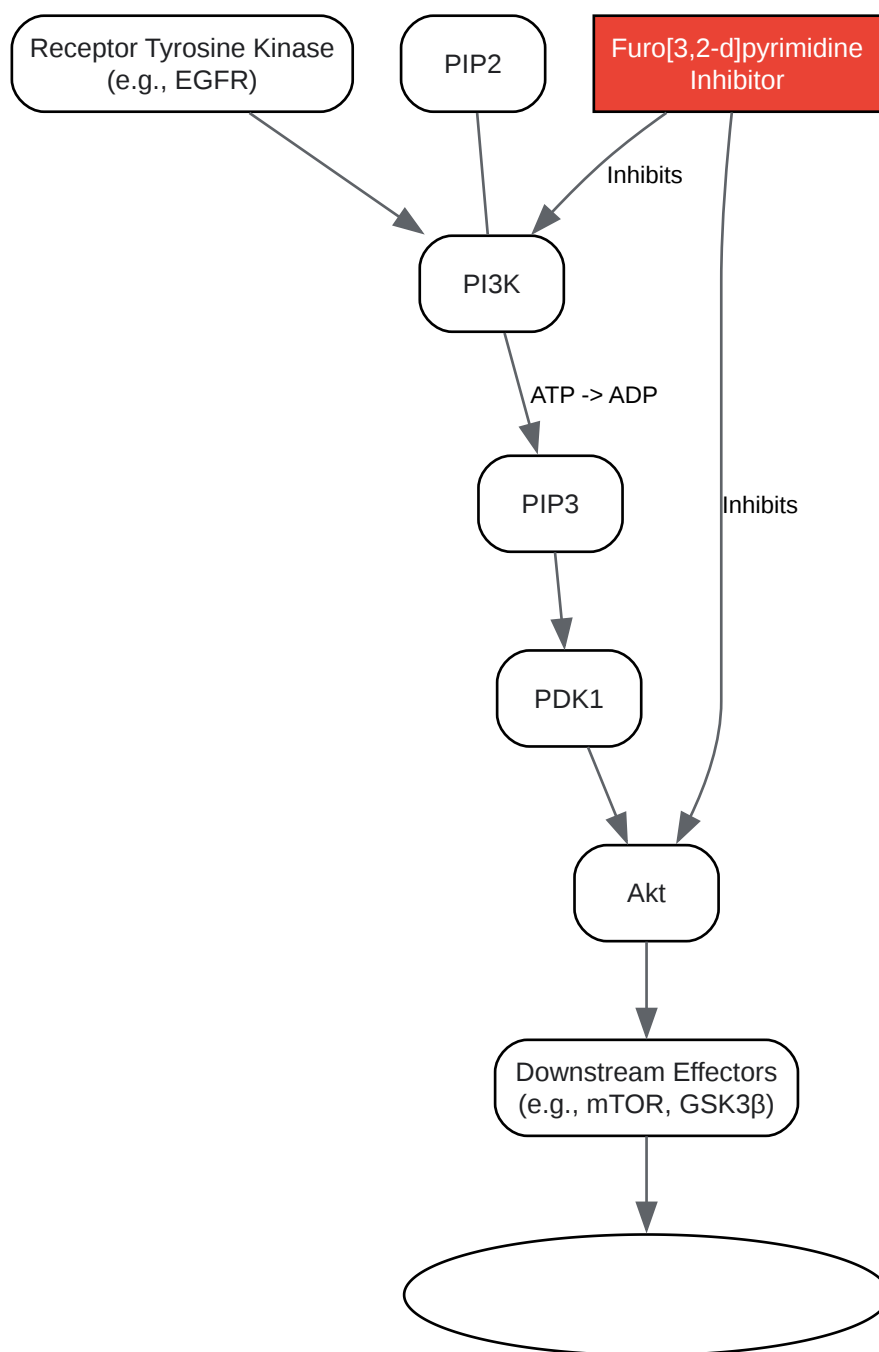 Receptor Tyrosine Kinase
(e.g., EGFR)
PIP2
Furo[3,2-d]pyrimidine
Inhibitor
Inhibits
PI3K
ATP -> ADP
PIP3
Inhibits
PDK1
Akt
Downstream Effectors
(e.g., mTOR, GSK3β)